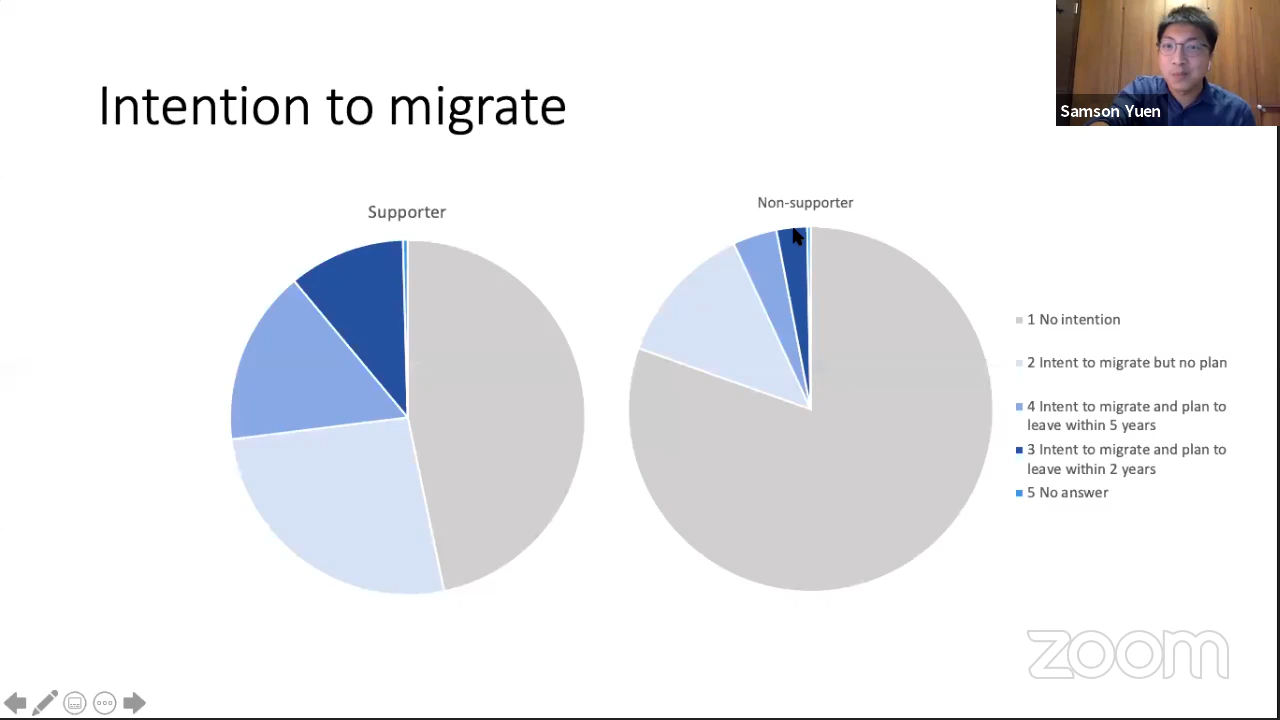 Intention to migrate
Samson Yuen
Supporter
Non-supporter
1 No intention
2 Intent to migrate but no plan
4 Intent to migrate and plan to
leave within 5 years
3 Intent to migrate and plan to
leave within 2 years
5 No answer
zoom